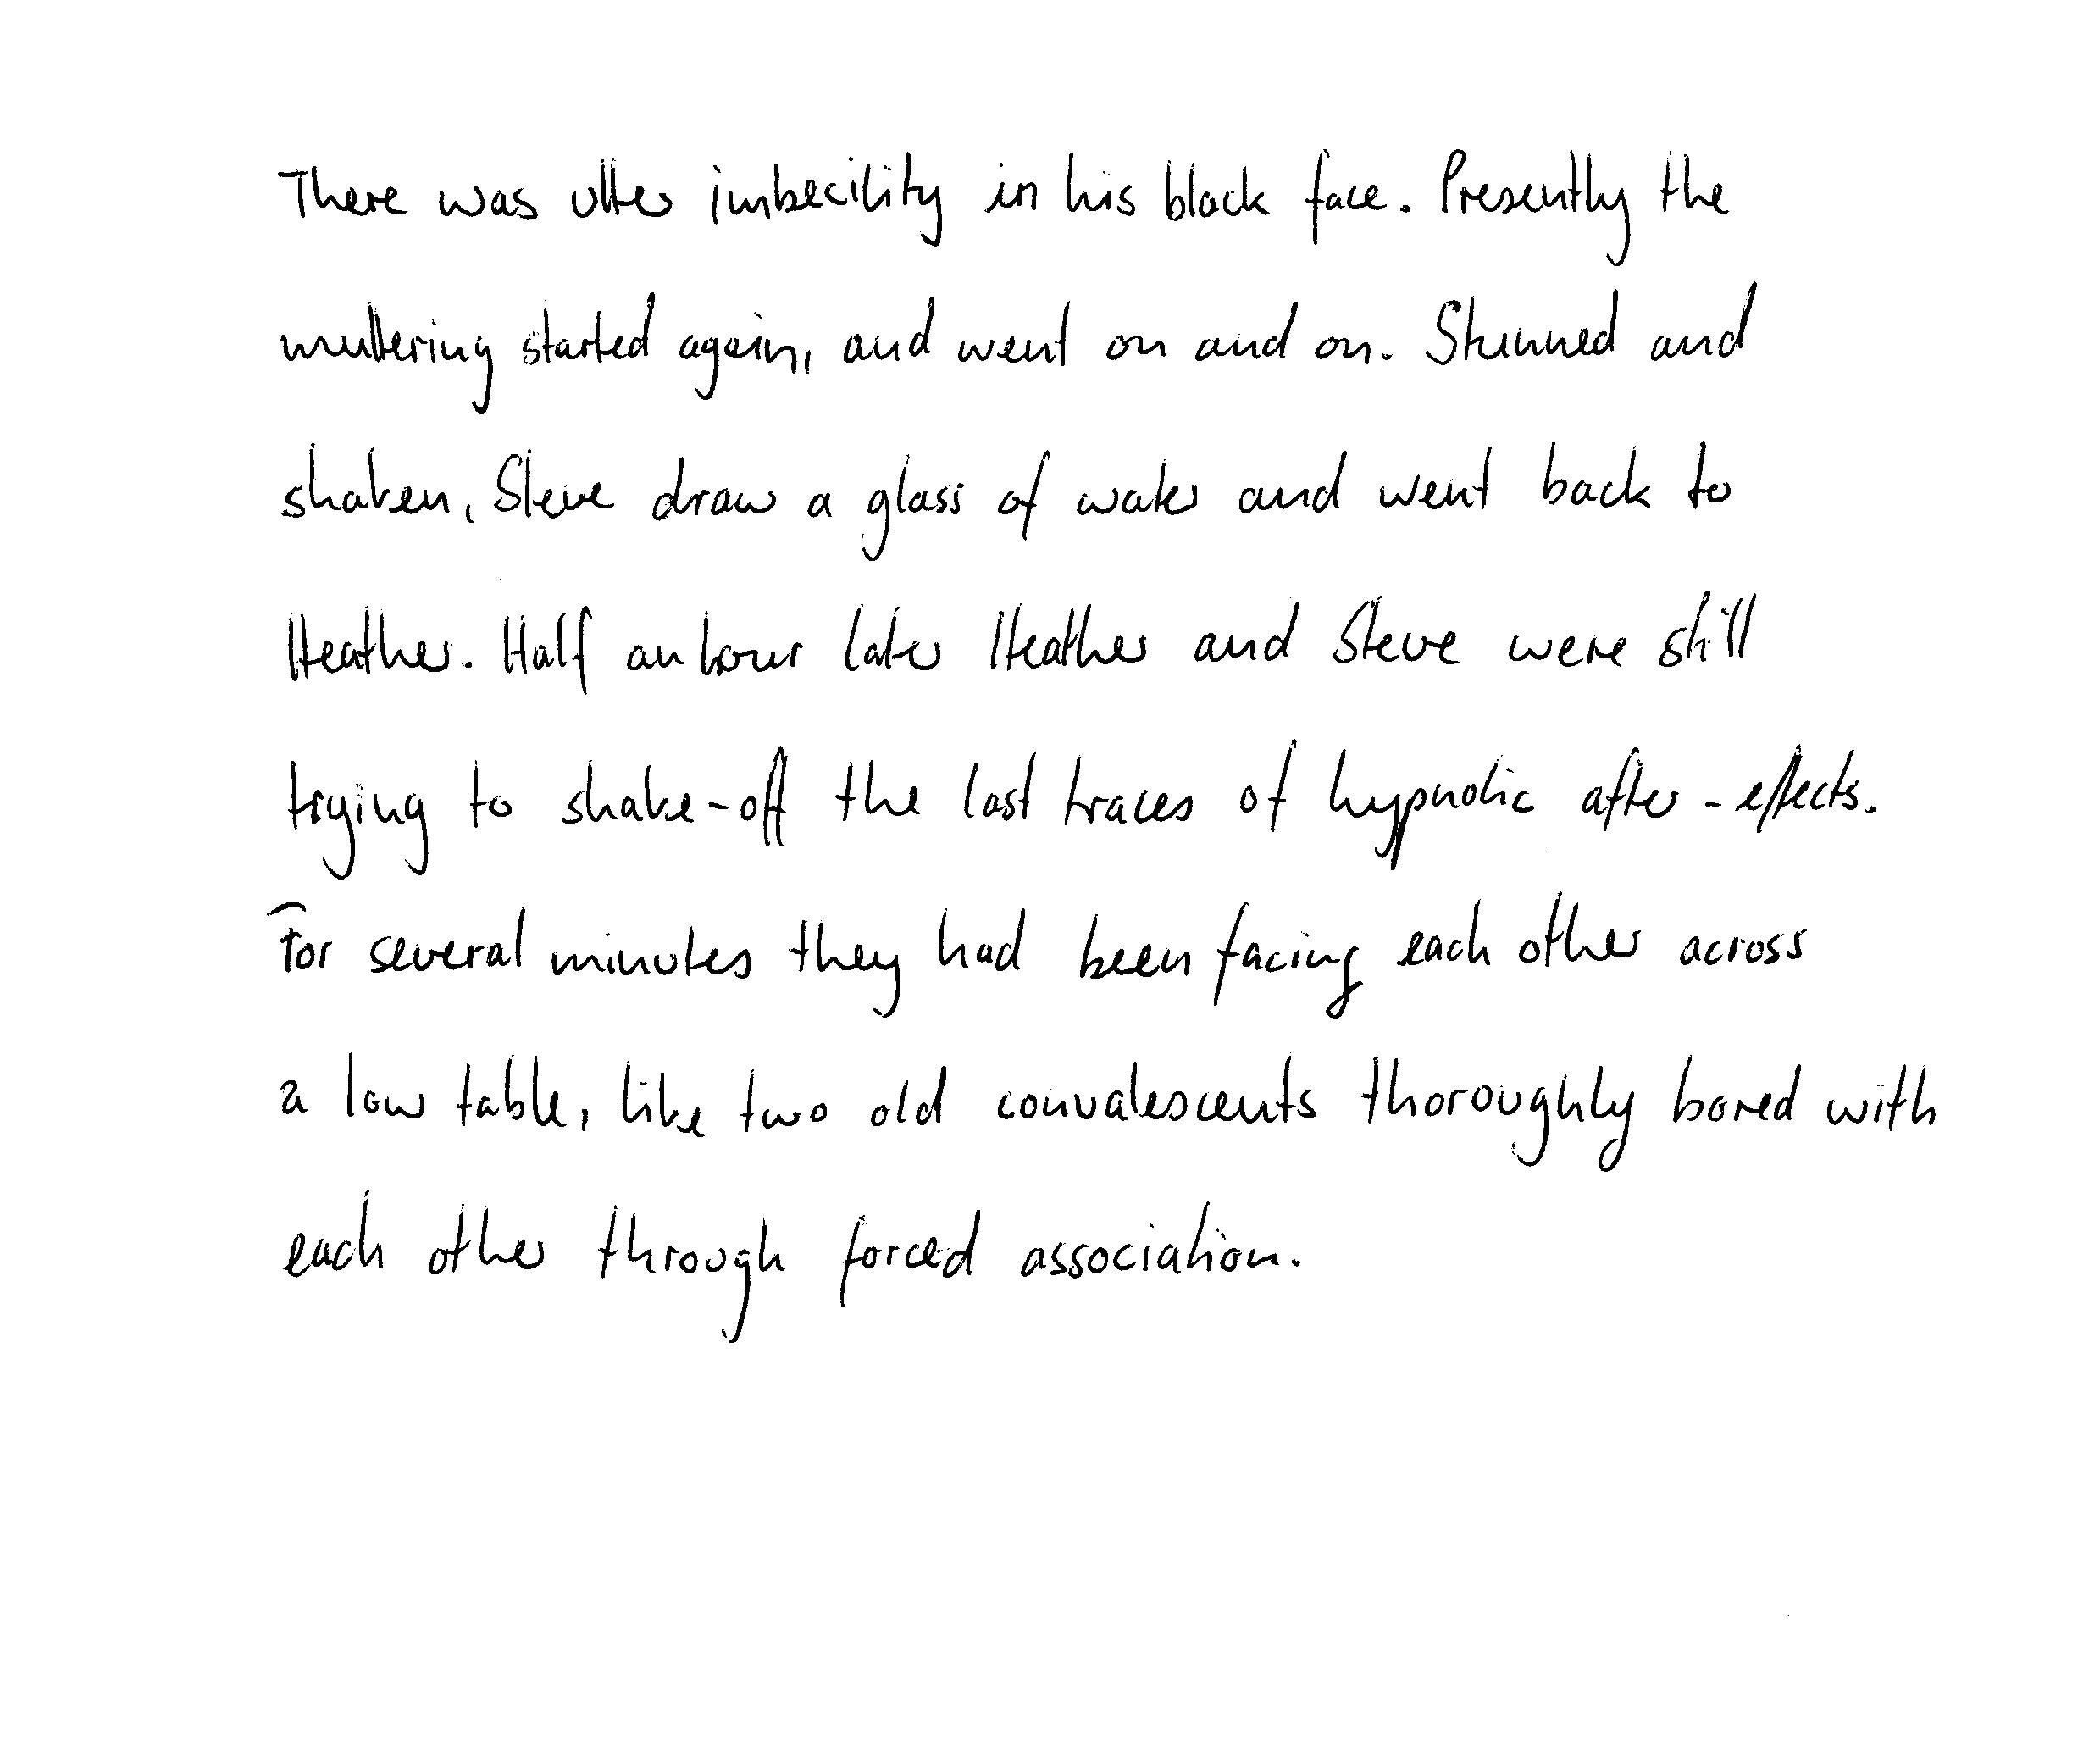 There was utter imbecility in his black face. Presently the
muttering started again, and went on and on. Stunned and
shaken, Steve draw a glass of water and went back to
Heather. Half an hour later Heather and Steve were still
trying to shake-off the last traces of hypnotic after-effects.
For several minutes they had been facing each other across
a low table, like two old convalescents thoroughly bored with
each other through forced association.